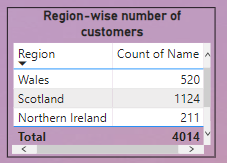 Region-wise number of
customers
Region Count of Name
Wales 520
Scotland 1124
Northern Ireland 211
Total 4014